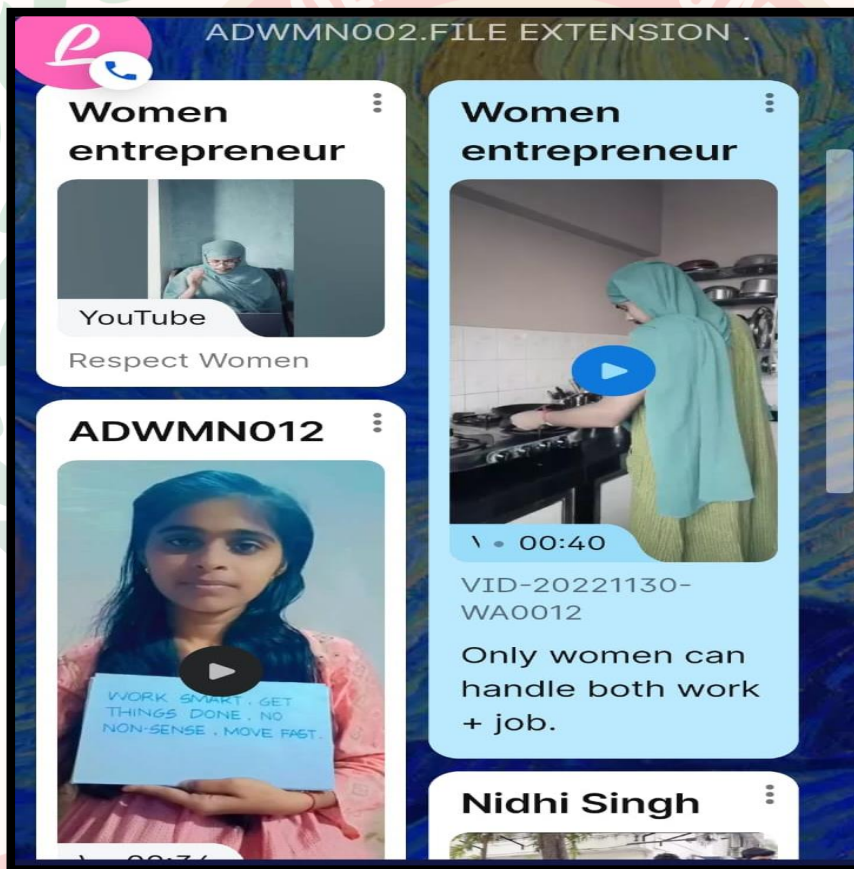 ADWMN002.FILE EXTENSION .
Women
entrepreneur
YouTube
Respect Women
ADWMN012
WORK SMART, GET
THINGS DONE, NO
NON-SENSE, MOVE FAST.
Women
entrepreneur
00:40
VID-20221130-
WA0012
Only women can
handle both work
+ job.
Nidhi Singh